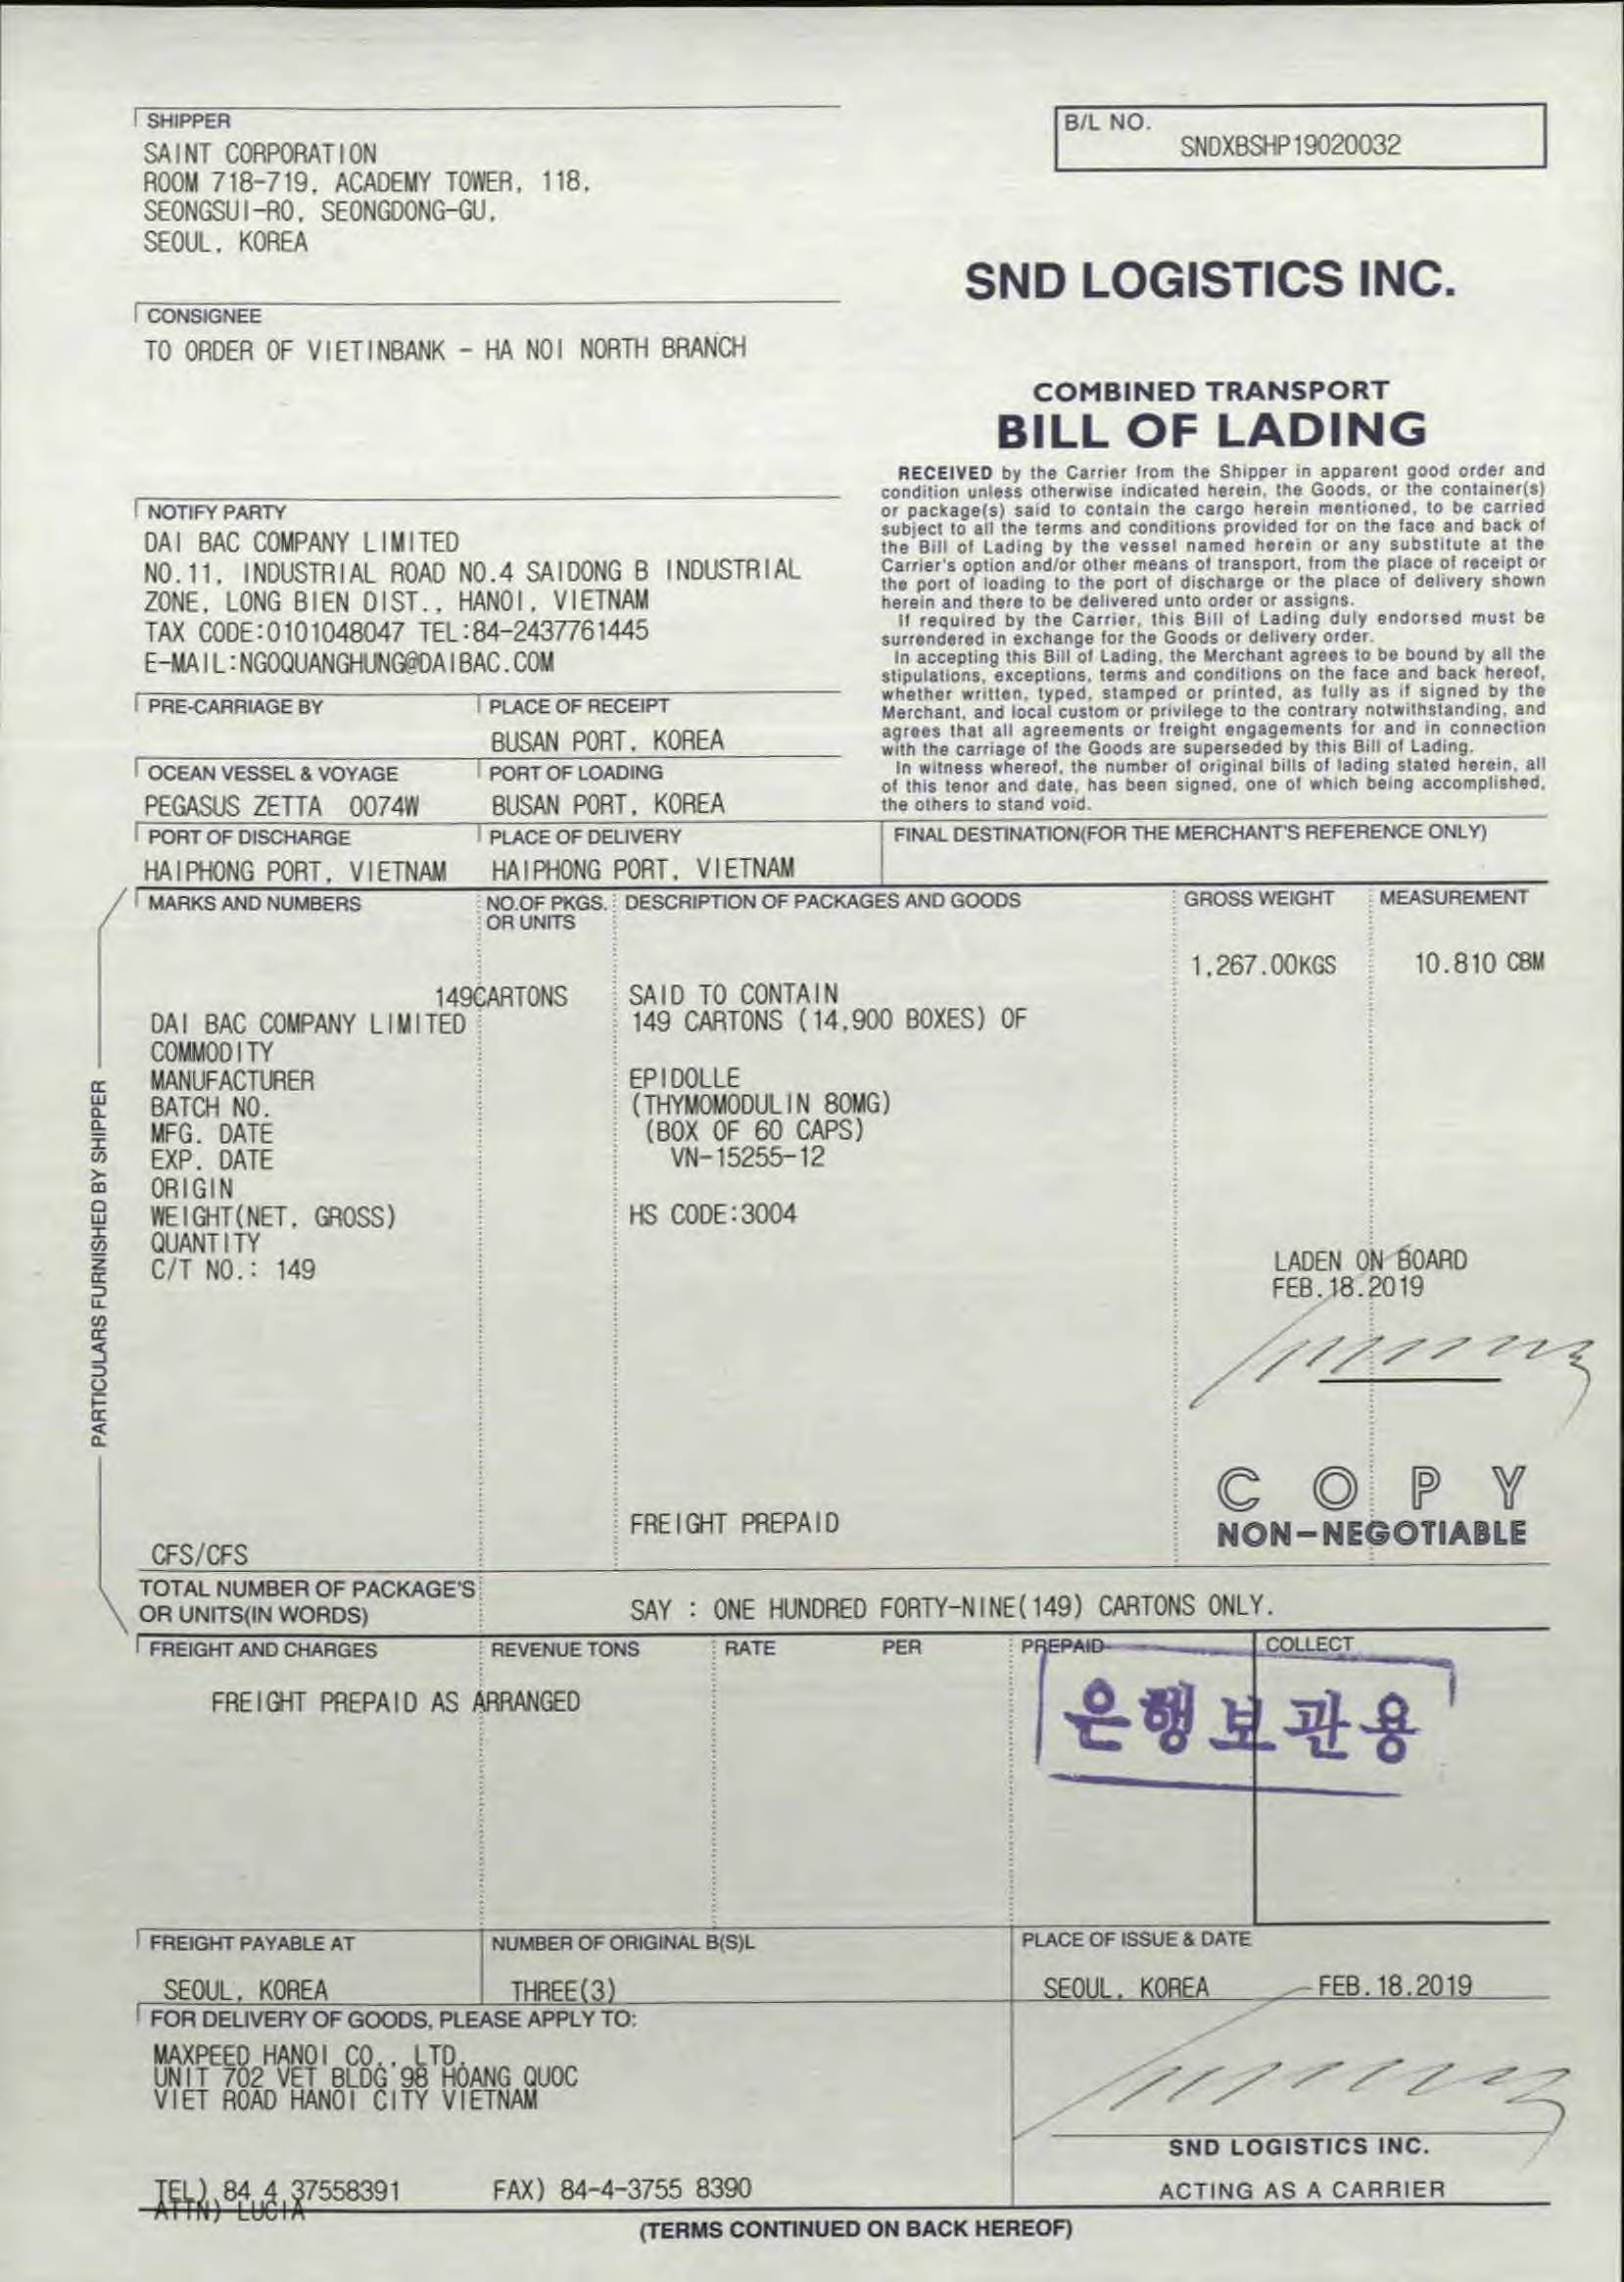 SHIPPER
SAINT CORPORATION
ROOM 718-719, ACADEMY TOWER, 118,
SEONGSUI-RO, SEONGDONG-GU,
SEOUL, KOREA
B/L NO.
SNDXBSHP19020032
SND LOGISTICS INC.
CONSIGNEE
TO ORDER OF VIETINBANK - HA NOI NORTH BRANCH
COMBINED TRANSPORT
BILL OF LADING
RECEIVED by the Carrier from the Shipper in apparent good order and
condition unless otherwise indicated herein, the Goods, or the container(s)
or package(s) said to contain the cargo herein mentioned, to be carried
subject to all the terms and conditions provided for on the face and back of
the Bill of Lading by the vessel named herein or any substitute at the
Carrier's option and/or other means of transport, from the place of receipt or
the port of loading to the port of discharge or the place of delivery shown
herein and there to be delivered unto order or assigns.
If required by the Carrier, this Bill of Lading duly endorsed must be
surrendered in exchange for the Goods or delivery order.
In accepting this Bill of Lading, the Merchant agrees to be bound by all the
stipulations, exceptions, terms and conditions on the face and back hereof,
whether written, typed, stamped or printed, as fully as if signed by the
Merchant, and local custom or privilege to the contrary notwithstanding, and
agrees that all agreements or freight engagements for and in connection
with the carriage of the Goods are superseded by this Bill of Lading.
In witness whereof, the number of original bills of lading stated herein, all
of this tenor and date, has been signed, one of which being accomplished,
the others to stand void.
NOTIFY PARTY
DAI BAC COMPANY LIMITED
NO.11, INDUSTRIAL ROAD NO.4 SAIDONG B INDUSTRIAL
ZONE, LONG BIEN DIST., HANOI, VIETNAM
TAX CODE:0101048047 TEL:84-2437761445
E-MAIL:NGOQUANGHUNG@DAIBAC.COM
PRE-CARRIAGE BY
PLACE OF RECEIPT
BUSAN PORT, KOREA
OCEAN VESSEL & VOYAGE
PEGASUS ZETTA 0074W
PORT OF LOADING
BUSAN PORT, KOREA
PORT OF DISCHARGE
HAIPHONG PORT, VIETNAM
PLACE OF DELIVERY
HAIPHONG PORT, VIETNAM
FINAL DESTINATION(FOR THE MERCHANT'S REFERENCE ONLY)
PARTICULARS FURNISHED BY SHIPPER
MARKS AND NUMBERS
NO.OF PKGS.
OR UNITS
DESCRIPTION OF PACKAGES AND GOODS
GROSS WEIGHT
MEASUREMENT
1,267.00KGS
10.810 CBM
149CARTONS
DAI BAC COMPANY LIMITED
COMMODITY
MANUFACTURER
BATCH NO.
MFG. DATE
EXP. DATE
ORIGIN
WEIGHT(NET, GROSS)
QUANTITY
C/T NO.: 149
SAID TO CONTAIN
149 CARTONS (14,900 BOXES) OF
EPIDOLLE
(THYMOMODULIN 80MG)
(BOX OF 60 CAPS)
VN-15255-12
HS CODE:3004
LADEN ON BOARD
FEB.18.2019
COPY
NON-NEGOTIABLE
FREIGHT PREPAID
CFS/CFS
TOTAL NUMBER OF PACKAGE'S
OR UNITS(IN WORDS)
SAY : ONE HUNDRED FORTY-NINE(149) CARTONS ONLY.
FREIGHT AND CHARGES
REVENUE TONS
RATE
PER
PREPAID
COLLECT
FREIGHT PREPAID AS ARRANGED
은행보관용
FREIGHT PAYABLE AT
SEOUL, KOREA
NUMBER OF ORIGINAL B(S)L
THREE(3)
PLACE OF ISSUE & DATE
SEOUL, KOREA FEB.18.2019
FOR DELIVERY OF GOODS, PLEASE APPLY TO:
MAXPEED HANOI CO., LTD.
UNIT 702 VET BLDG 98 HOANG QUOC
VIET ROAD HANOI CITY VIETNAM
TEL) 84 4 37558391 FAX) 84-4-3755 8390
ATTN) LUCIA
SND LOGISTICS INC.
ACTING AS A CARRIER
(TERMS CONTINUED ON BACK HEREOF)